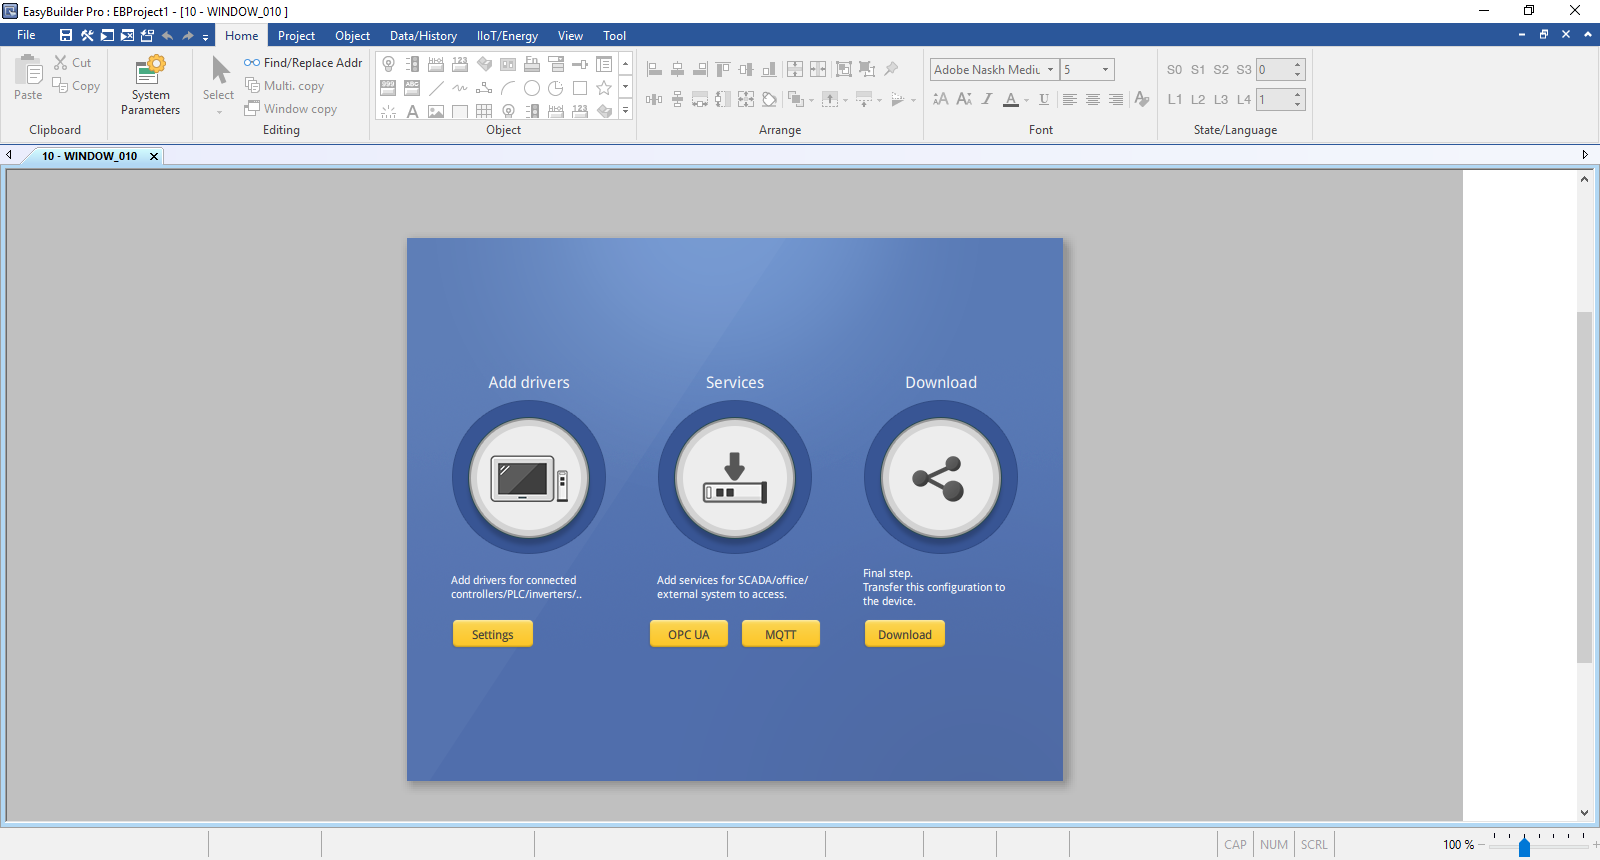 EasyBuilder Pro : EBProject1 - [10 - WINDOW_010 ]
File Home Project Object Data/History IIoT/Energy View Tool
Paste
Cut
Copy
Clipboard
System
Parameters
Select
Find/Replace Addr
Multi. copy
Window copy
Editing
Object
Arrange
Adobe Naskh Mediu 5
Font
S0 S1 S2 S3 0
L1 L2 L3 L4 1
State/Language
10 - WINDOW_010
Add drivers
Services
Download
Add drivers for connected
controllers/PLC/inverters/..
Add services for SCADA/office/
external system to access.
Final step.
Transfer this configuration to
the device.
Settings
OPC UA
MQTT
Download
CAP NUM SCRL
100 %